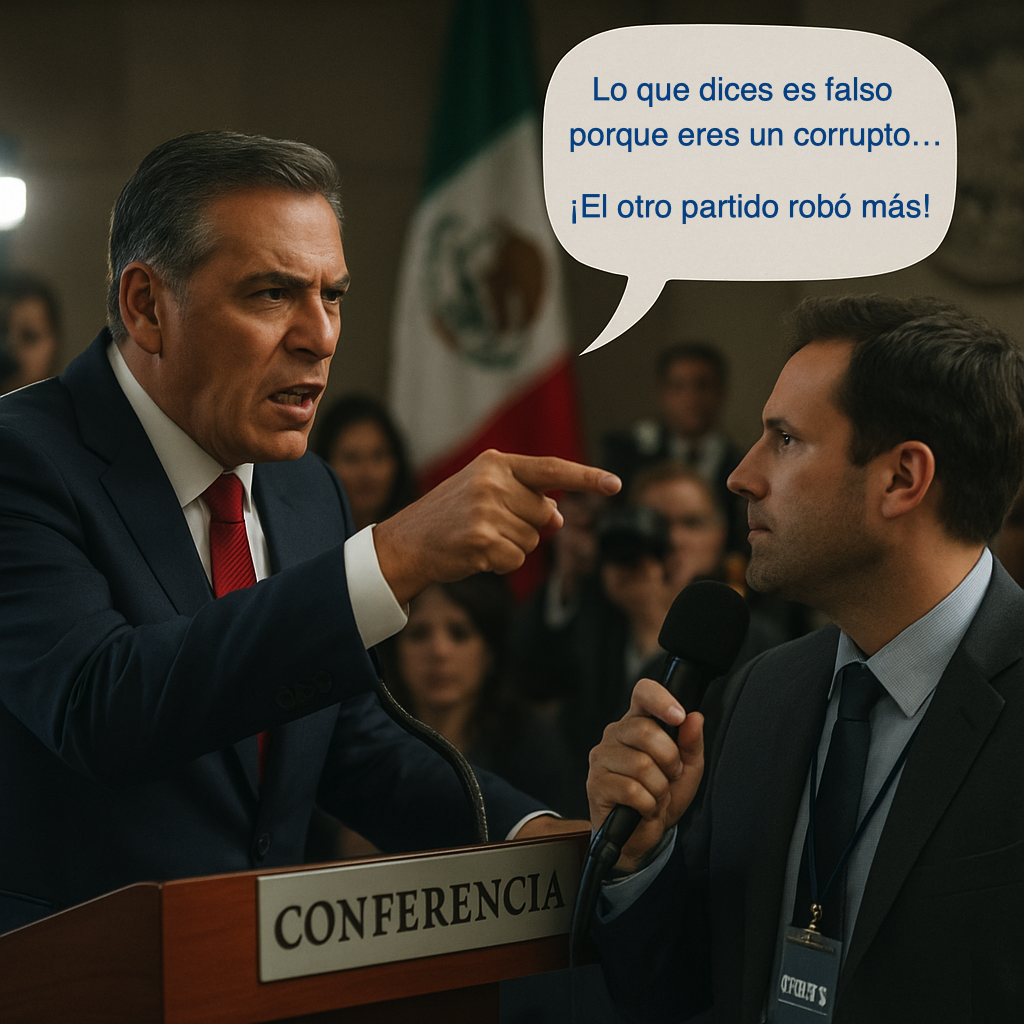 Lo que dices es falso
porque eres un corrupto…
¡El otro partido robó más!
CONFERENCIA